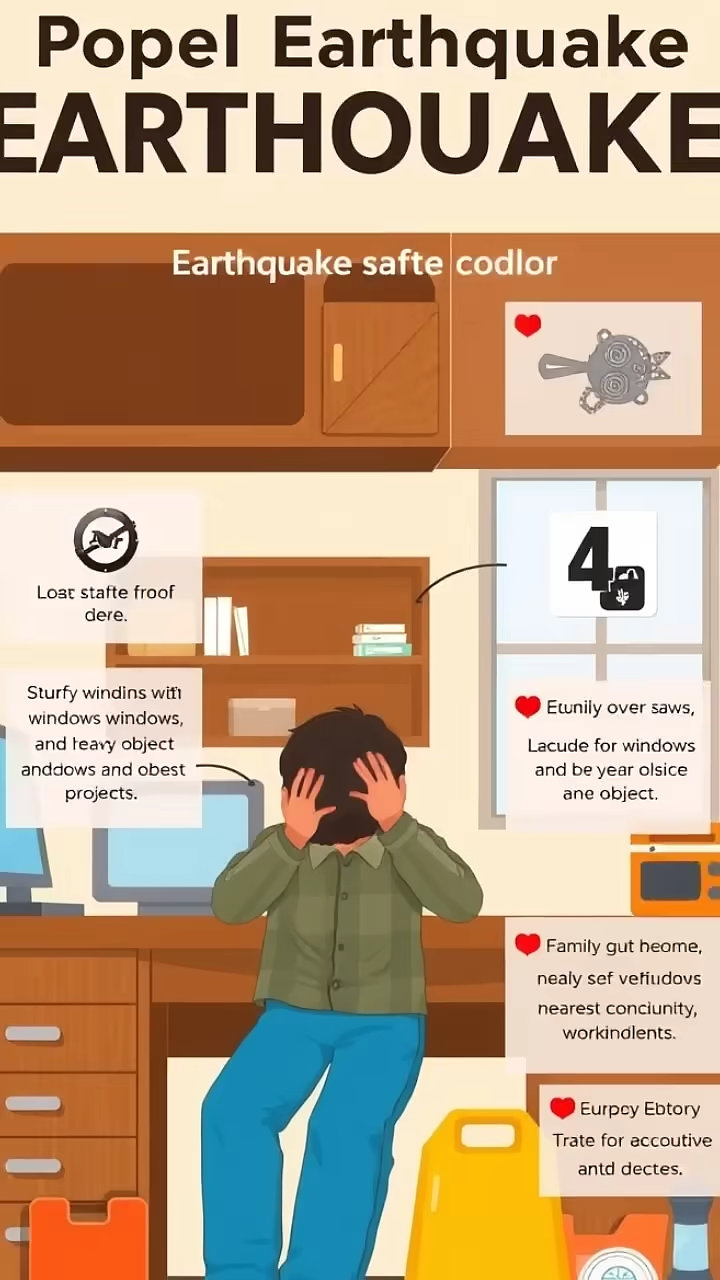 Popel Earthquake
EARTHOUAKE
Earthquake safte codlor
Loat stafte froof
dere.
4
Sturfy windins with
windows windows,
and heavy object
anddows and obest
projects.
Etunily over saws,
Lacude for windows
and be year olsice
ane object.
Family gut heome,
nealy sef vefiudovs
nearest conciunity,
workindlents.
Eurpcy Ebtory
Trate for accoutive
antd dectes.